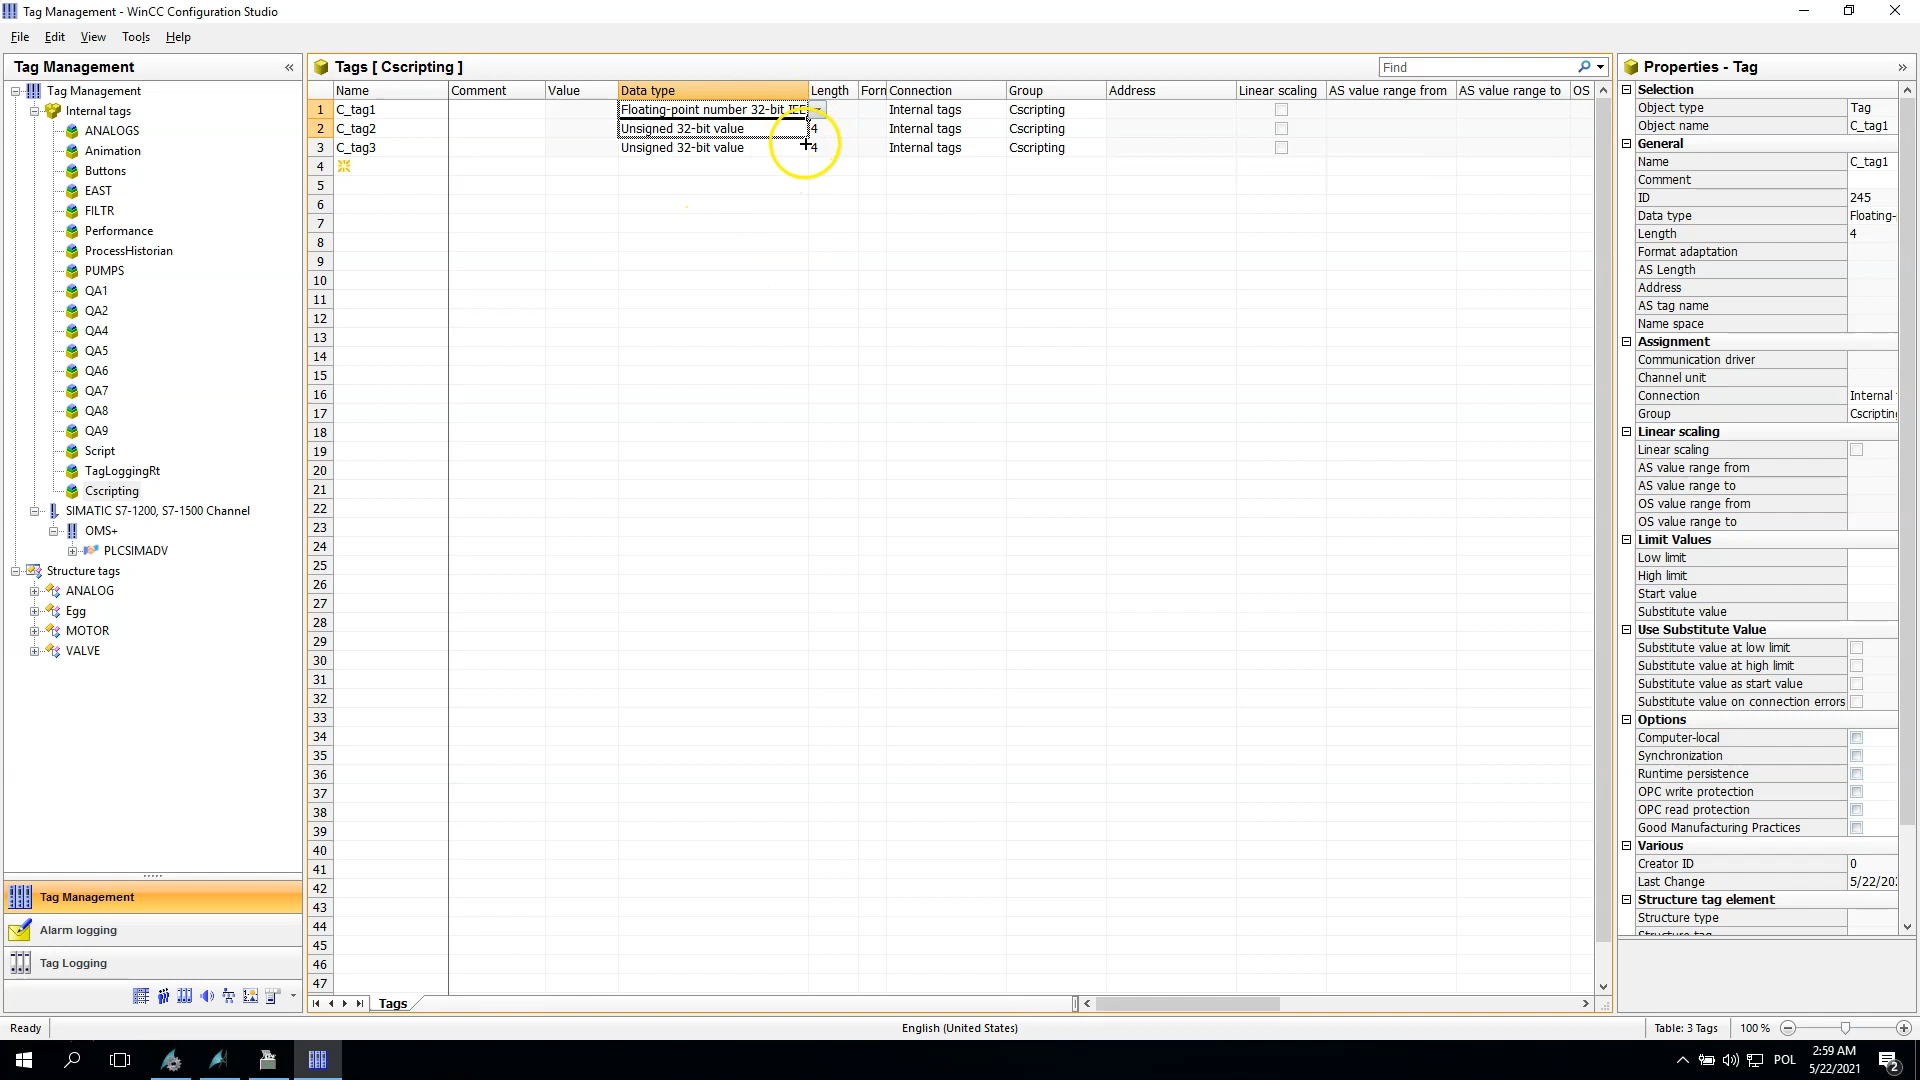 Tag Management - WinCC Configuration Studio
File Edit View Tools Help
Tag Management «
Tag Management
Internal tags
ANALOGS
Animation
Buttons
EAST
FILTR
Performance
ProcessHistorian
PUMPS
QA1
QA2
QA4
QA5
QA6
QA7
QA8
QA9
Script
TagLoggingRt
Cscripting
SIMATIC S7-1200, S7-1500 Channel
OMS+
PLCSIMADV
Structure tags
ANALOG
Egg
MOTOR
VALVE
Tag Management
Alarm logging
Tag Logging
Tags [ Cscripting ] Find
Name Comment Value Data type Length Forn Connection Group Address Linear scaling AS value range from AS value range to OS
1 C_tag1 Floating-point number 32-bit IEE Internal tags Cscripting
2 C_tag2 Unsigned 32-bit value 4 Internal tags Cscripting
3 C_tag3 Unsigned 32-bit value 4 Internal tags Cscripting
4
5
6
7
8
9
10
11
12
13
14
15
16
17
18
19
20
21
22
23
24
25
26
27
28
29
30
31
32
33
34
35
36
37
38
39
40
41
42
43
44
45
46
47
Tags
Properties - Tag »
Selection
Object type Tag
Object name C_tag1
General
Name C_tag1
Comment
ID 245
Data type Floating-
Length 4
Format adaptation
AS Length
Address
AS tag name
Name space
Assignment
Communication driver
Channel unit
Connection Internal
Group Cscriptin
Linear scaling
Linear scaling
AS value range from
AS value range to
OS value range from
OS value range to
Limit Values
Low limit
High limit
Start value
Substitute value
Use Substitute Value
Substitute value at low limit
Substitute value at high limit
Substitute value as start value
Substitute value on connection errors
Options
Computer-local
Synchronization
Runtime persistence
OPC write protection
OPC read protection
Good Manufacturing Practices
Various
Creator ID 0
Last Change 5/22/20
Structure tag element
Structure type
Structure tag
Ready English (United States) Table: 3 Tags 100 %
POL 2:59 AM
5/22/2021 2